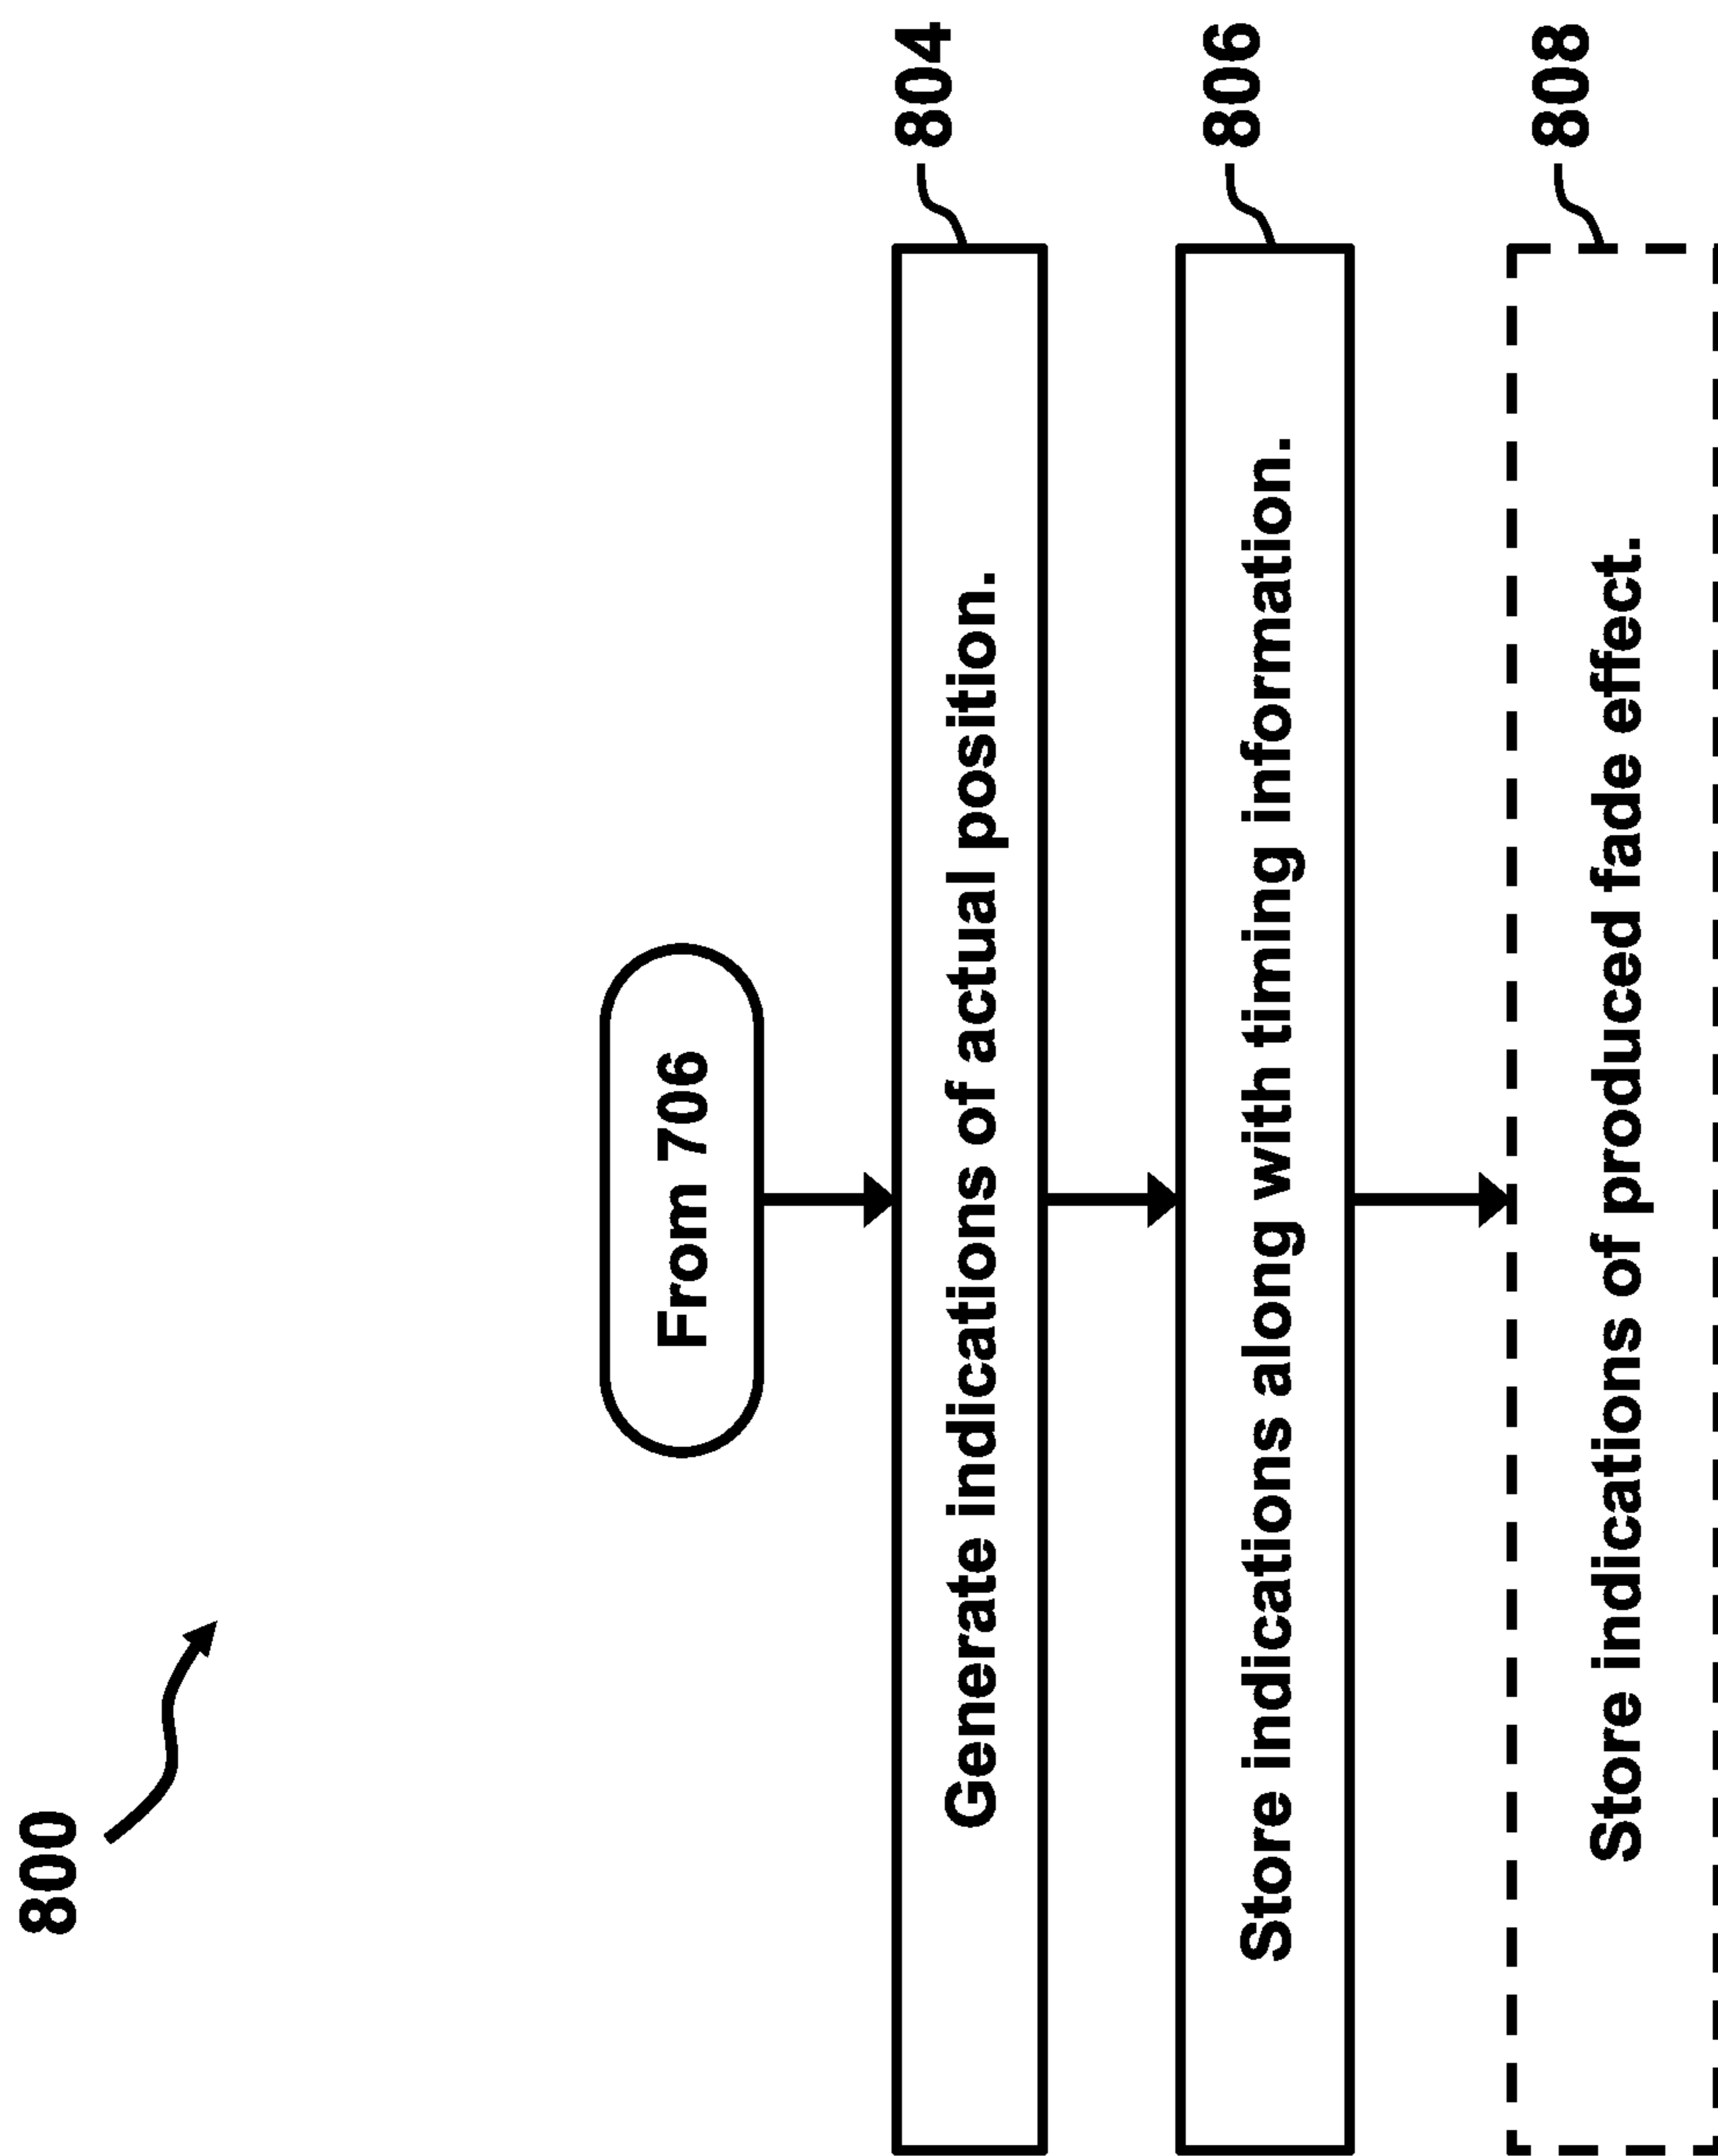 800
From 706
Generate indications of actual position.
804
Store indications along with timing information.
806
Store indications of produced fade effect.
808